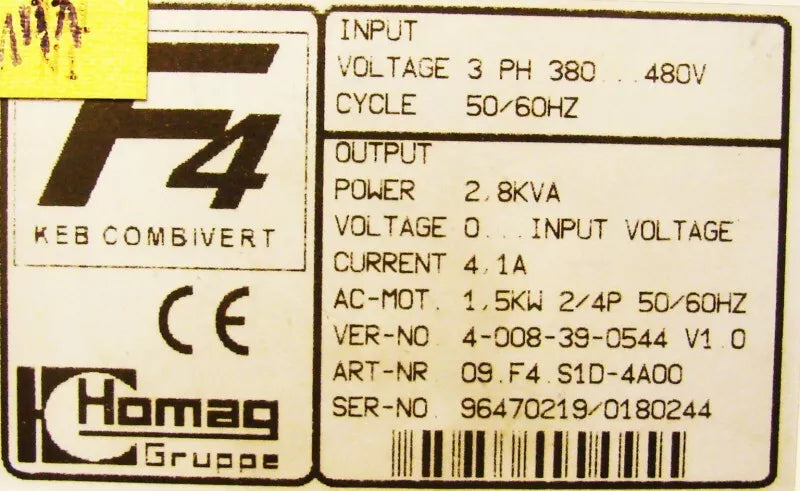 F4
KEB COMBIVERT
CE
Homag
Gruppe
INPUT
VOLTAGE 3 PH 380...480V
CYCLE 50/60HZ
OUTPUT
POWER 2,8KVA
VOLTAGE 0...INPUT VOLTAGE
CURRENT 4,1A
AC-MOT. 1,5KW 2/4P 50/60HZ
VER-NO. 4-008-39-0544 V1.0
ART-NR. 09.F4.S1D-4A00
SER-NO. 96470219/0180244